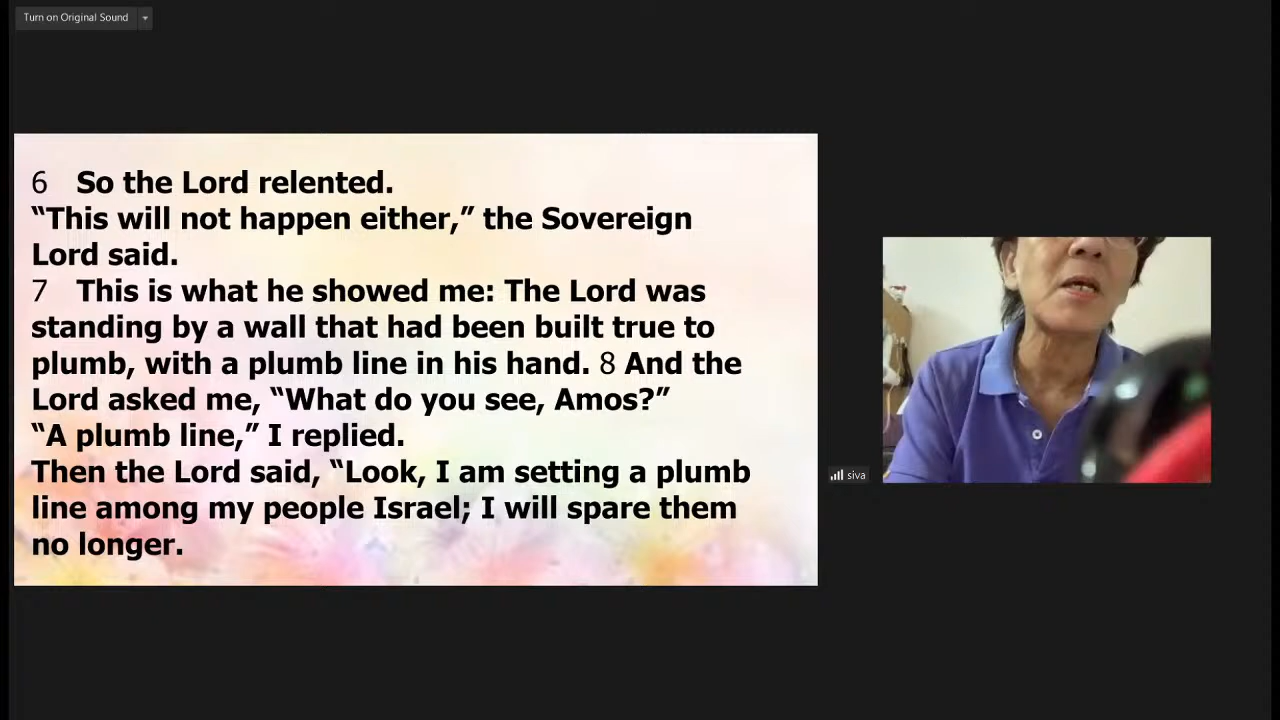 Turn on Original Sound
6 So the Lord relented.
“This will not happen either,” the Sovereign
Lord said.
7 This is what he showed me: The Lord was
standing by a wall that had been built true to
plumb, with a plumb line in his hand. 8 And the
Lord asked me, “What do you see, Amos?”
“A plumb line,” I replied.
Then the Lord said, “Look, I am setting a plumb
line among my people Israel; I will spare them
no longer.
siva